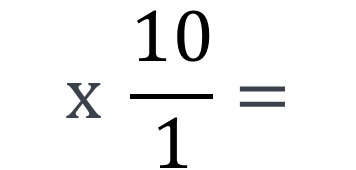 x 10/1 =